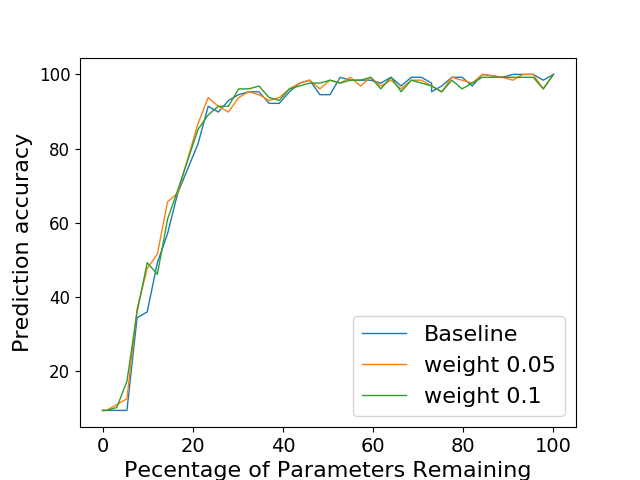 100
80
60
40
20
Prediction accuracy
Baseline
weight 0.05
weight 0.1
0 20 40 60 80 100
Pecentage of Parameters Remaining